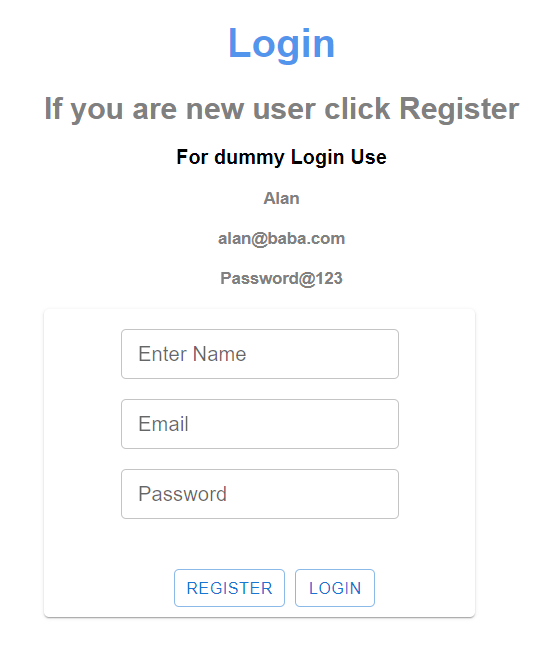 Login
If you are new user click Register
For dummy Login Use
Alan
alan@baba.com
Password@123
Enter Name
Email
Password
REGISTER LOGIN